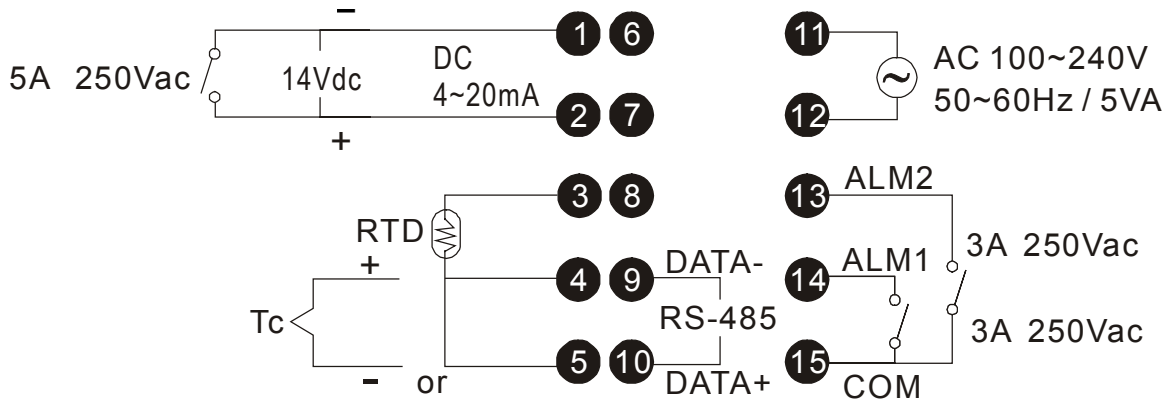 −
1 6
11
5A 250Vac
14Vdc
DC
4~20mA
AC 100~240V
50~60Hz / 5VA
2 7
12
+
3 8
13
ALM2
RTD
+
4 9
DATA-
14
ALM1
3A 250Vac
Tc
RS-485
3A 250Vac
−
or
5 10
DATA+
15
COM